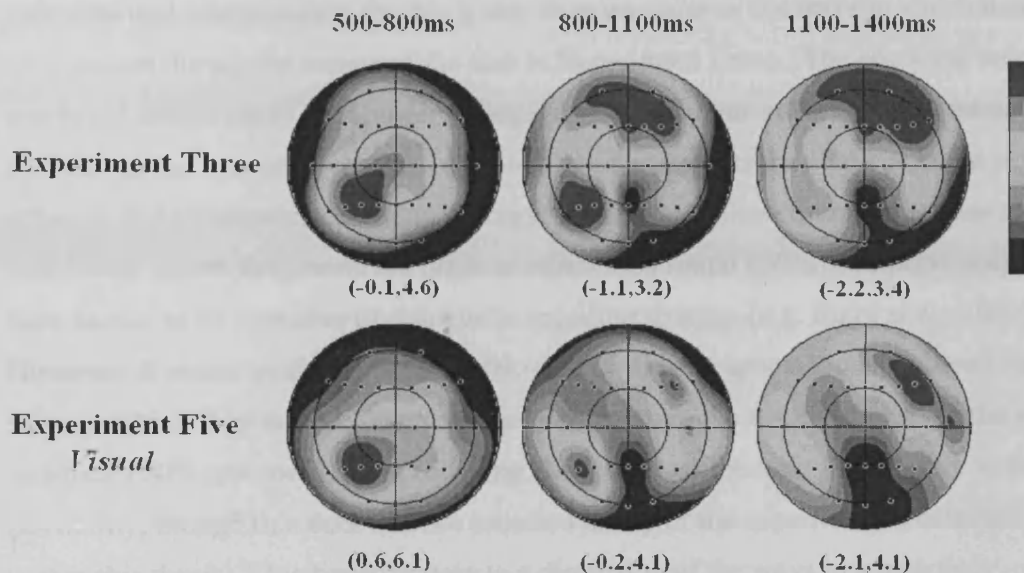 500-800ms 800-1100ms 1100-1400ms
Experiment Three
(-0.1,4.6) (-1.1,3.2) (-2.2,3.4)
Experiment Five
Visual
(0.6,6.1) (-0.2,4.1) (-2.1,4.1)